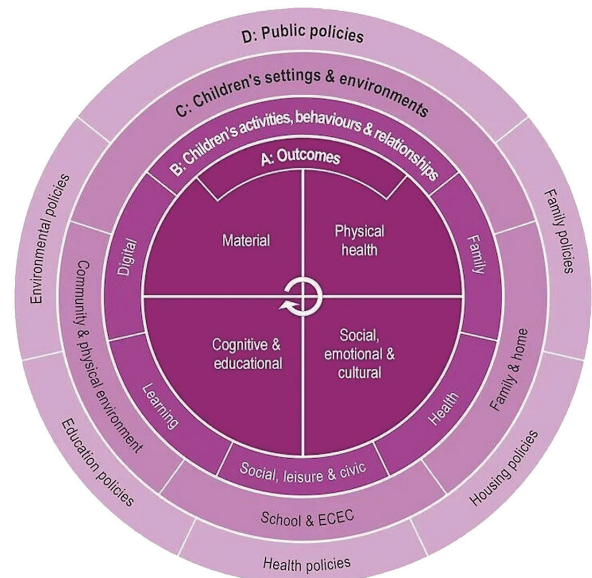 D: Public policies
C: Children's settings & environments
B: Children's activities, behaviours & relationships
A: Outcomes
Material
Physical
health
Cognitive &
educational
Social,
emotional &
cultural
Digital
Family
Learning
Health
Social, leisure & civic
Community & physical environment
Family & home
School & ECEC
Environmental policies
Family policies
Education policies
Housing policies
Health policies